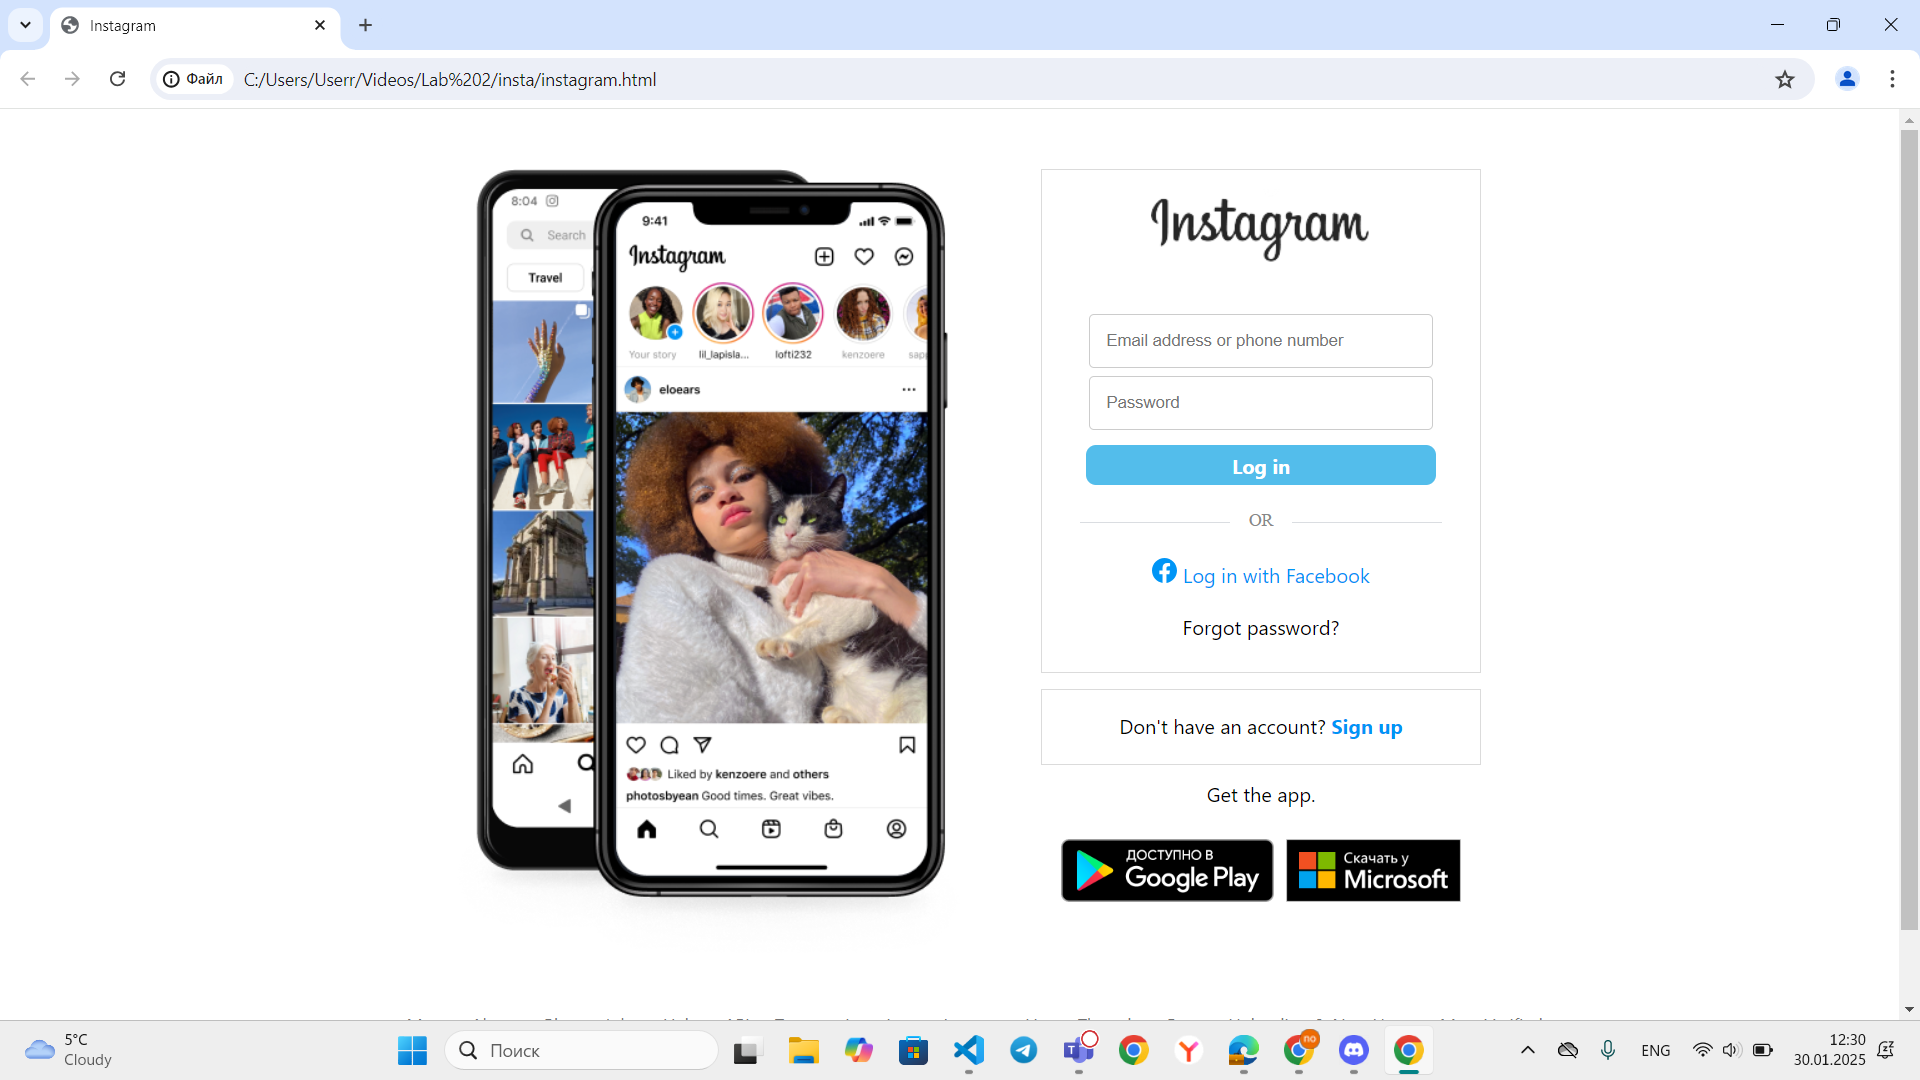 Instagram
Файл
C:/Users/Userr/Videos/Lab%202/insta/instagram.html
8:04
Search
Travel
9:41
Instagram
Your story
lil_lapisla...
lofti232
kenzoere
sap
eloears
Liked by kenzoere and others
photosbyean Good times. Great vibes.
Instagram
Email address or phone number
Password
Log in
OR
Log in with Facebook
Forgot password?
Don't have an account? Sign up
Get the app.
ДОСТУПНО В
Google Play
Скачать у
Microsoft
5°C
Cloudy
Поиск
no
ENG
12:30
30.01.2025